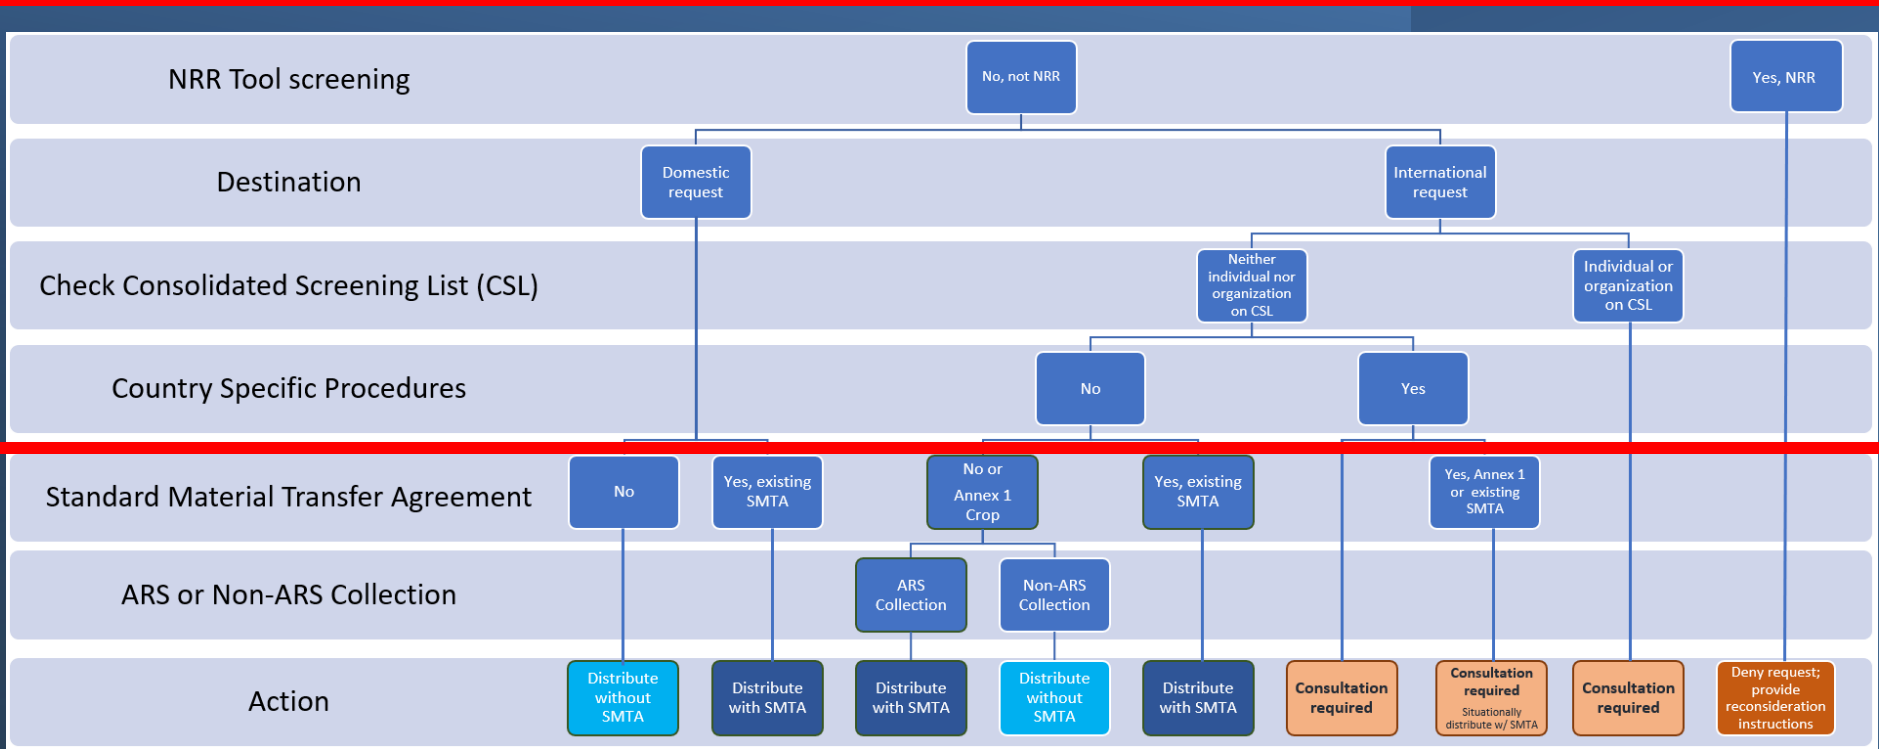 NRR Tool screening
No, not NRR
Yes, NRR
Destination
Domestic
request
International
request
Check Consolidated Screening List (CSL)
Neither
individual nor
organization
on CSL
Individual or
organization
on CSL
Country Specific Procedures
No
Yes
Standard Material Transfer Agreement
No
Yes, existing
SMTA
No or
Annex 1
Crop
Yes, existing
SMTA
Yes, Annex 1
or existing
SMTA
ARS or Non-ARS Collection
ARS
Collection
Non-ARS
Collection
Action
Distribute
without
SMTA
Distribute
with SMTA
Distribute
with SMTA
Distribute
without
SMTA
Distribute
with SMTA
Consultation
required
Consultation
required
Situationally
distribute w/ SMTA
Consultation
required
Deny request;
provide
reconsideration
instructions